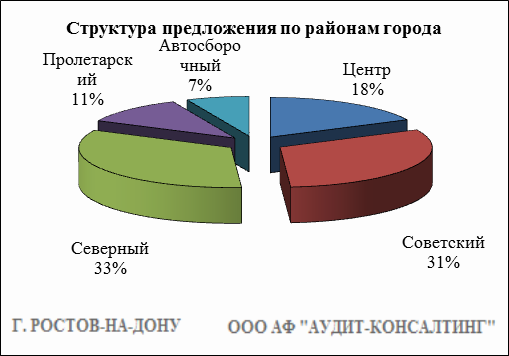 Структура предложения по районам города
Автосборо
чный
7%
Пролетарск
ий
11%
Центр
18%
Северный
33%
Советский
31%
Г. РОСТОВ-НА-ДОНУ
ООО АФ "АУДИТ-КОНСАЛТИНГ"